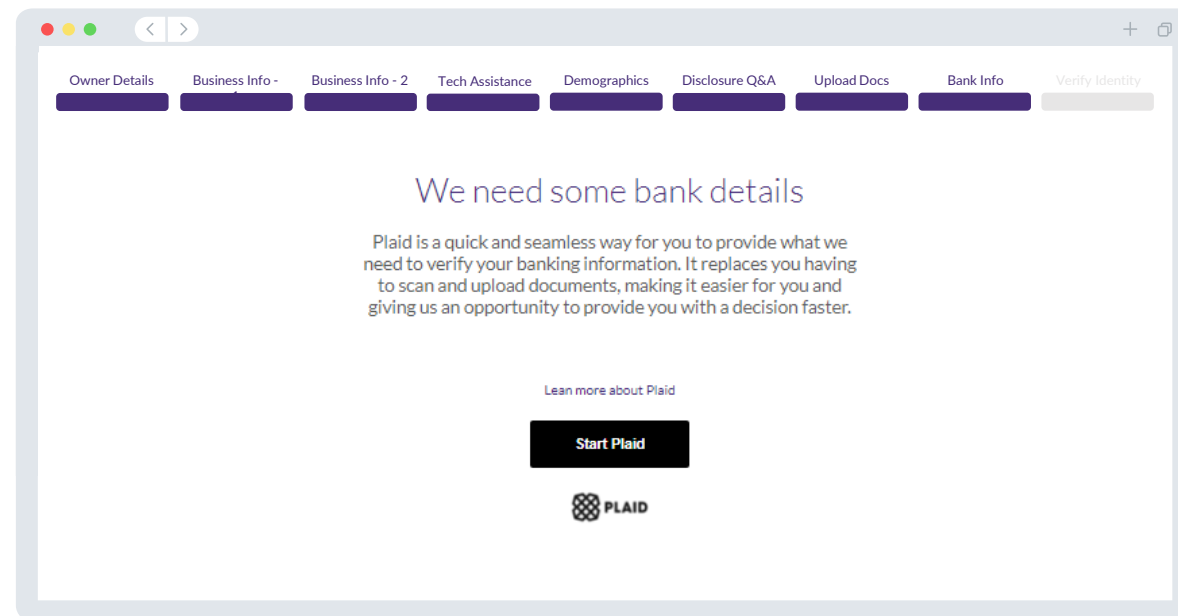 Owner Details
Business Info -
Business Info - 2
Tech Assistance
Demographics
Disclosure Q&A
Upload Docs
Bank Info
Verify Identity
We need some bank details
Plaid is a quick and seamless way for you to provide what we
need to verify your banking information. It replaces you having
to scan and upload documents, making it easier for you and
giving us an opportunity to provide you with a decision faster.
Lean more about Plaid
Start Plaid
PLAID